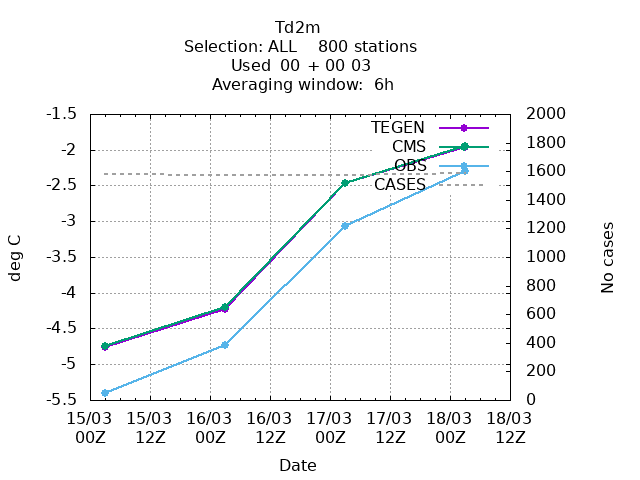 Td2m
Selection: ALL    800 stations
Used  00 + 00 03
Averaging window:  6h
-1.5
-2
-2.5
-3
-3.5
-4
-4.5
-5
-5.5
2000
1800
1600
1400
1200
1000
800
600
400
200
0
TEGEN
CMS
OBS
CASES
deg C
No cases
15/03 15/03 16/03 16/03 17/03 17/03 18/03 18/03
00Z 12Z 00Z 12Z 00Z 12Z 00Z 12Z
Date